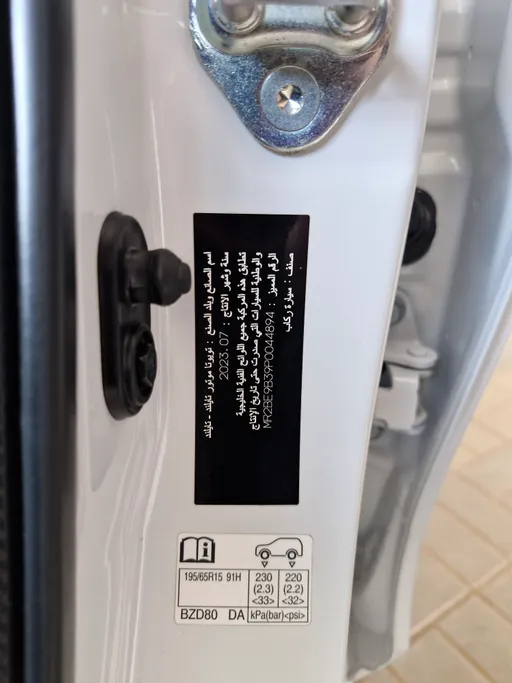 اسم الصانع وبلد الصنع : تويوتا موتور تايلند - تايلند
سنة وشهر الانتاج : 2023.07
تطابق هذه المركبة جميع اللوائح الفنية الخليجية
والوطنية للسيارات التي صدرت حتى تاريخ الإنتاج
الرقم المميز : MR2BE9B39P0044894
صنف : سيارة ركاب
195/65R15 91H
230
(2.3)
<33>
220
(2.2)
<32>
BZD80 DA
kPa(bar)<psi>